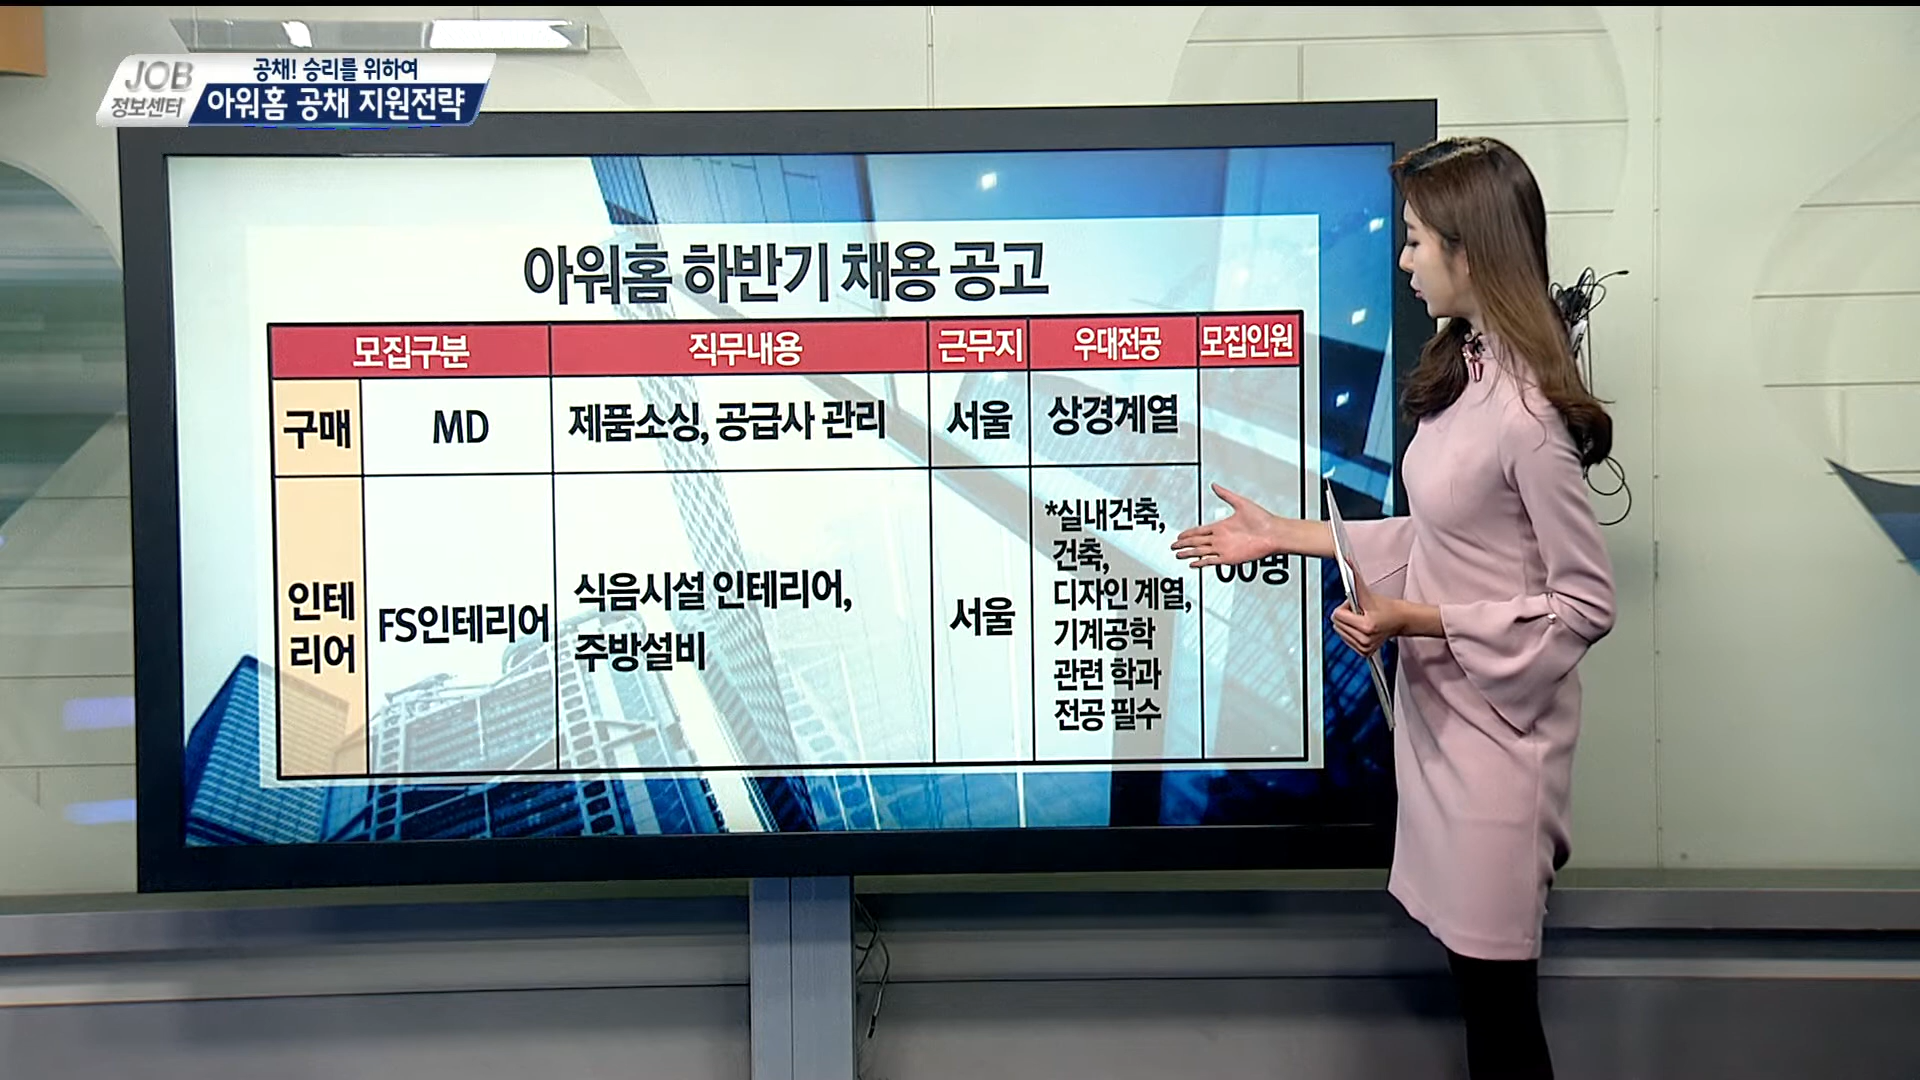 JOB
정보센터
공채! 승리를 위하여
아워홈 공채 지원전략
아워홈 하반기 채용 공고
모집구분 직무내용 근무지 우대전공 모집인원
구매 MD 제품소싱, 공급사 관리 서울 상경계열
인테
리어
FS인테리어
식음시설 인테리어,
주방설비
서울
*실내건축,
건축,
디자인 계열,
기계공학
관련 학과
전공 필수
00명